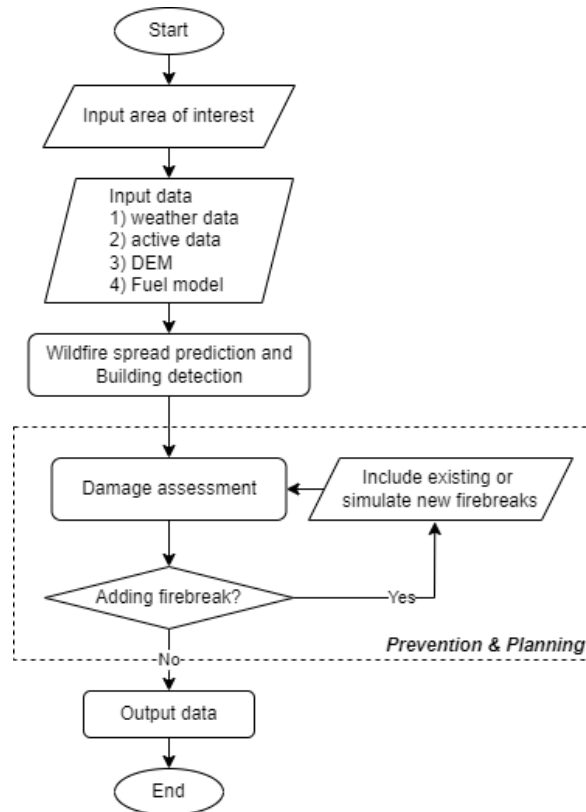 Start
Input area of interest
Input data
1) weather data
2) active data
3) DEM
4) Fuel model
Wildfire spread prediction and
Building detection
Damage assessment
Include existing or
simulate new firebreaks
Adding firebreak?
Yes
Prevention & Planning
No
Output data
End